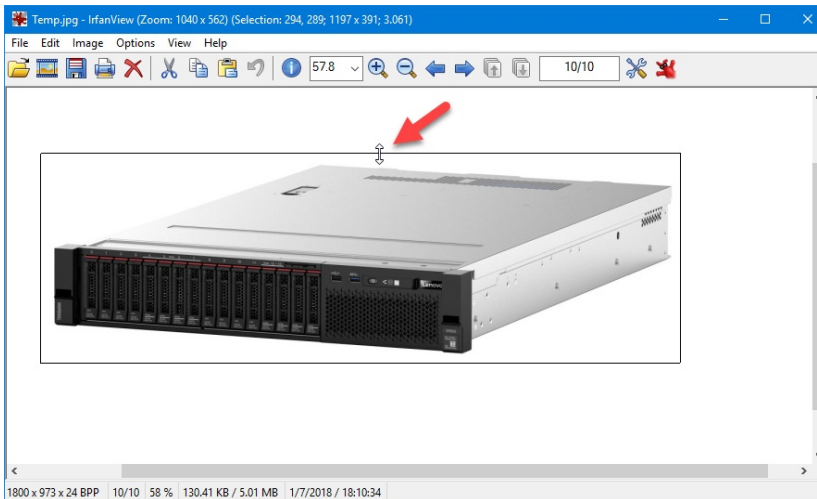 Temp.jpg - IrfanView (Zoom: 1040 x 562) (Selection: 294, 289; 1197 x 391; 3.061)
File Edit Image Options View Help
57.8 10/10
Lenovo
1800 x 973 x 24 BPP 10/10 58 % 130.41 KB / 5.01 MB 1/7/2018 / 18:10:34